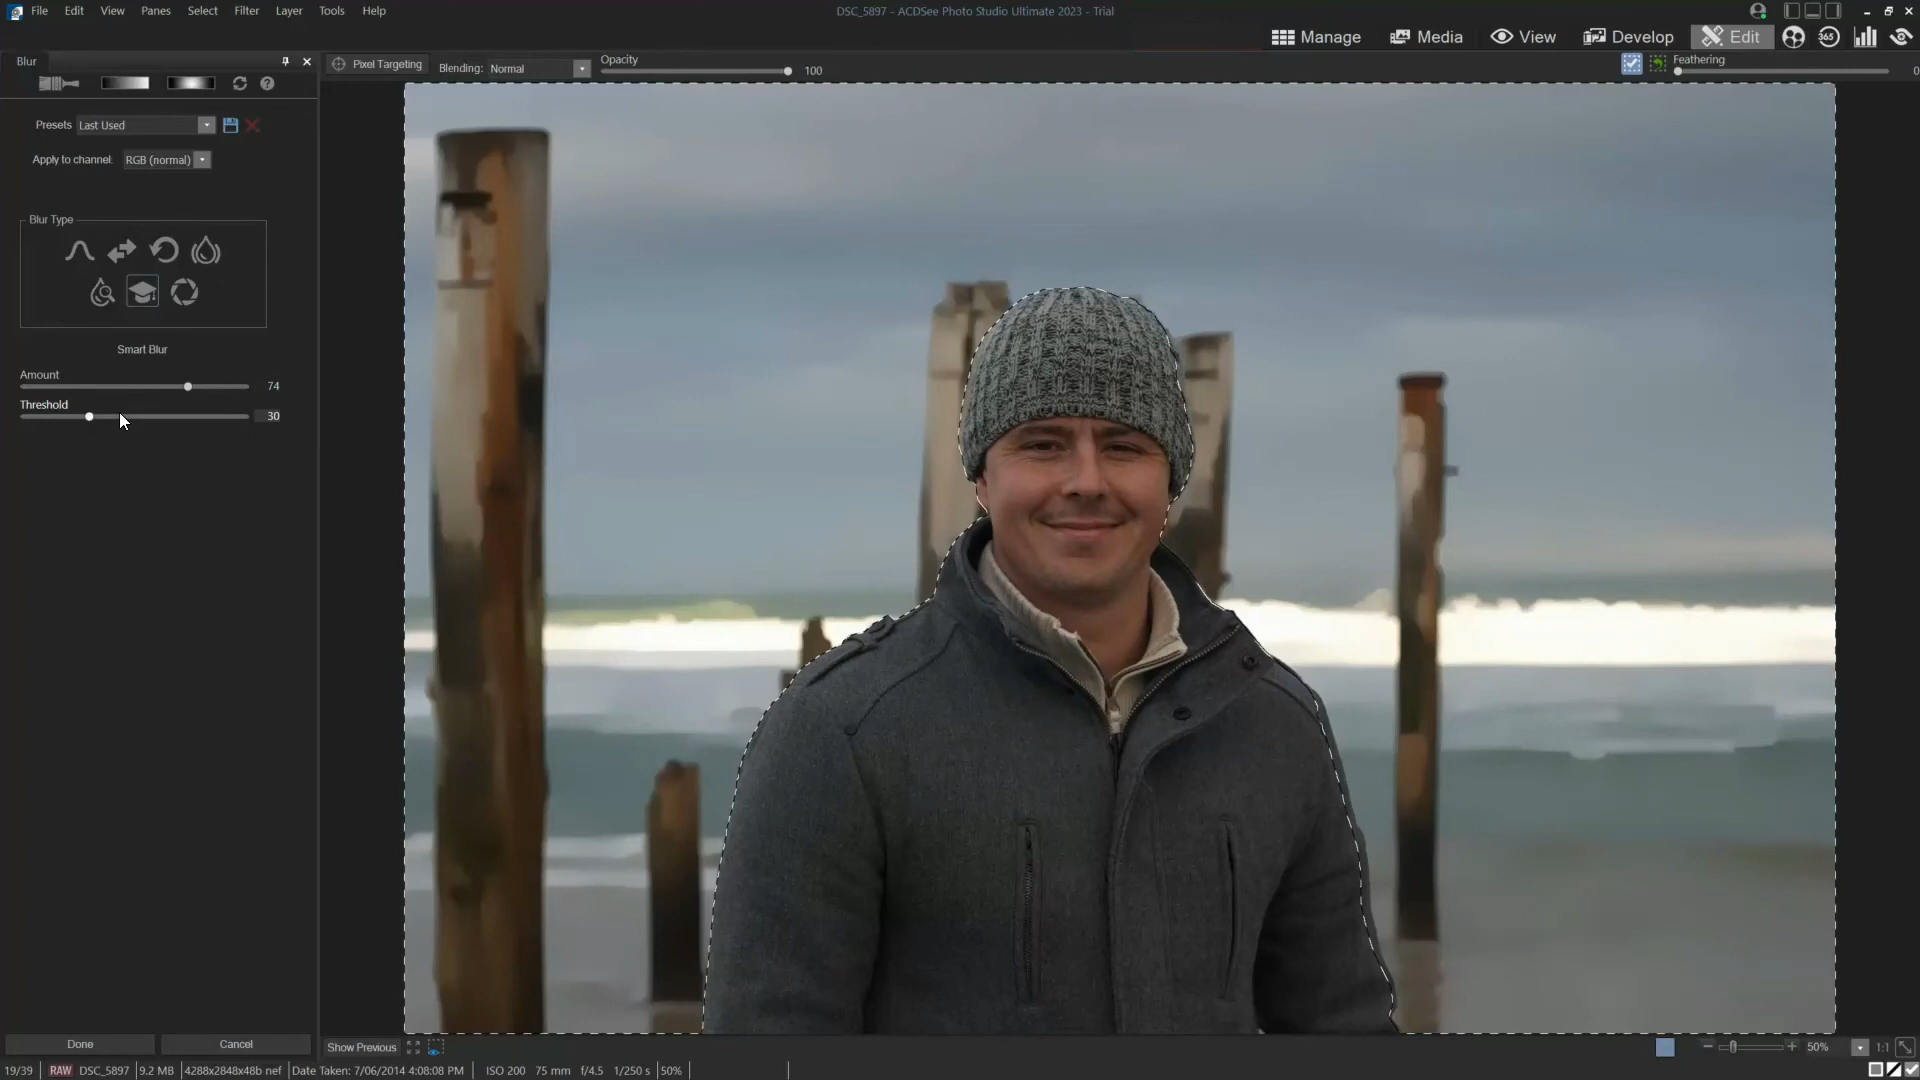 File Edit View Panes Select Filter Layer Tools Help
DSC_5897 - ACDSee Photo Studio Ultimate 2023 - Trial
Manage Media View Develop Edit 365
Blur
Pixel Targeting Blending: Normal Opacity 100
Feathering 0
Presets Last Used
Apply to channel: RGB (normal)
Blur Type
Smart Blur
Amount 74
Threshold 30
Done Cancel
Show Previous
50% 1:1
19/39 RAW DSC_5897 9.2 MB 4288x2848x48b nef Date Taken: 7/06/2014 4:08:08 PM ISO 200 75 mm f/4.5 1/250 s 50%